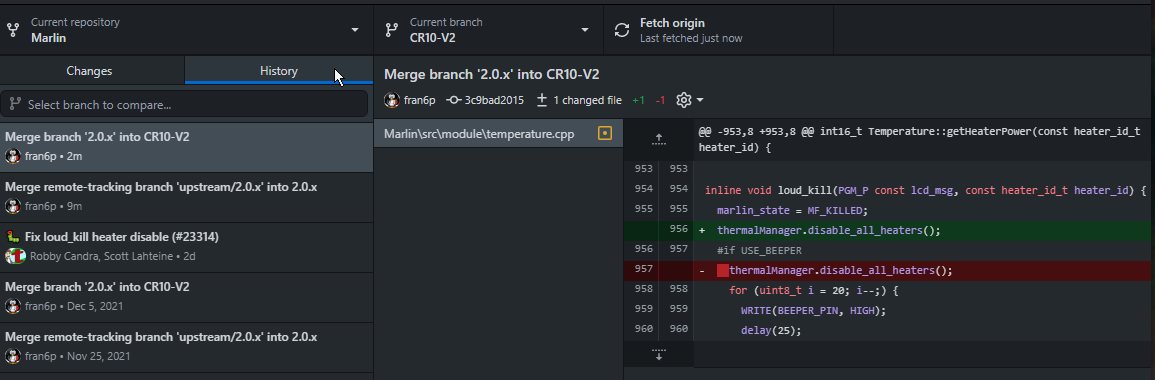 Current repository
Marlin
Current branch
CR10-V2
Fetch origin
Last fetched just now
Changes
History
Select branch to compare...
Merge branch '2.0.x' into CR10-V2
fran6p • 2m
Merge remote-tracking branch 'upstream/2.0.x' into 2.0.x
fran6p • 9m
Fix loud_kill heater disable (#23314)
Robby Candra, Scott Lahteine • 2d
Merge branch '2.0.x' into CR10-V2
fran6p • Dec 5, 2021
Merge remote-tracking branch 'upstream/2.0.x' into 2.0.x
fran6p • Nov 25, 2021
Merge branch '2.0.x' into CR10-V2
fran6p 3c9bad2015 1 changed file +1 -1
Marlin\src\module\temperature.cpp
@@ -953,8 +953,8 @@ int16_t Temperature::getHeaterPower(const heater_id_t
heater_id) {
953 953
954 954 inline void loud_kill(PGM_P const lcd_msg, const heater_id_t heater_id) {
955 955 marlin_state = MF_KILLED;
956 + thermalManager.disable_all_heaters();
956 957 #if USE_BEEPER
957 - thermalManager.disable_all_heaters();
958 958 for (uint8_t i = 20; i--;) {
959 959 WRITE(BEEPER_PIN, HIGH);
960 960 delay(25);